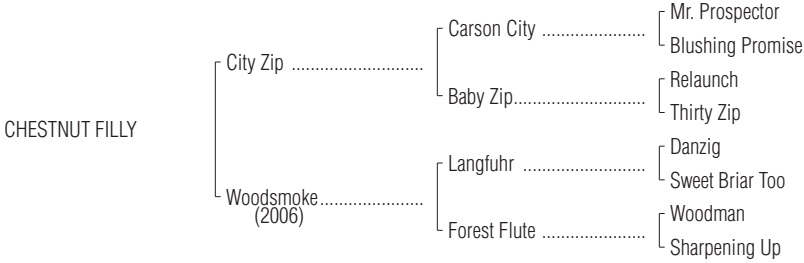 Mr. Prospector
Carson City ......................
Blushing Promise
City Zip ............................
Relaunch
Baby Zip............................
Thirty Zip
CHESTNUT FILLY
Danzig
Langfuhr ..........................
Sweet Briar Too
Woodsmoke......................
(2006)
Woodman
Forest Flute ......................
Sharpening Up